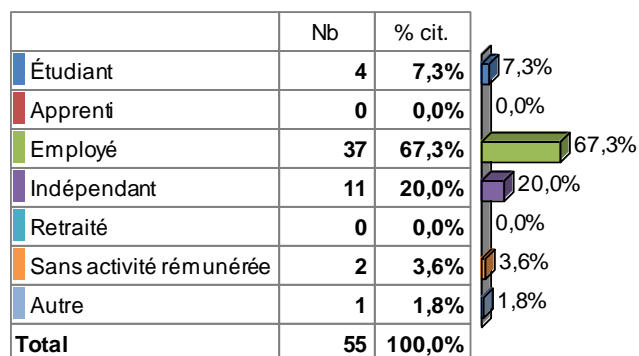 Nb % cit.
Étudiant 4 7,3% 7,3%
Apprenti 0 0,0% 0,0%
Employé 37 67,3% 67,3%
Indépendant 11 20,0% 20,0%
Retraité 0 0,0% 0,0%
Sans activité rémunérée 2 3,6% 3,6%
Autre 1 1,8% 1,8%
Total 55 100,0%